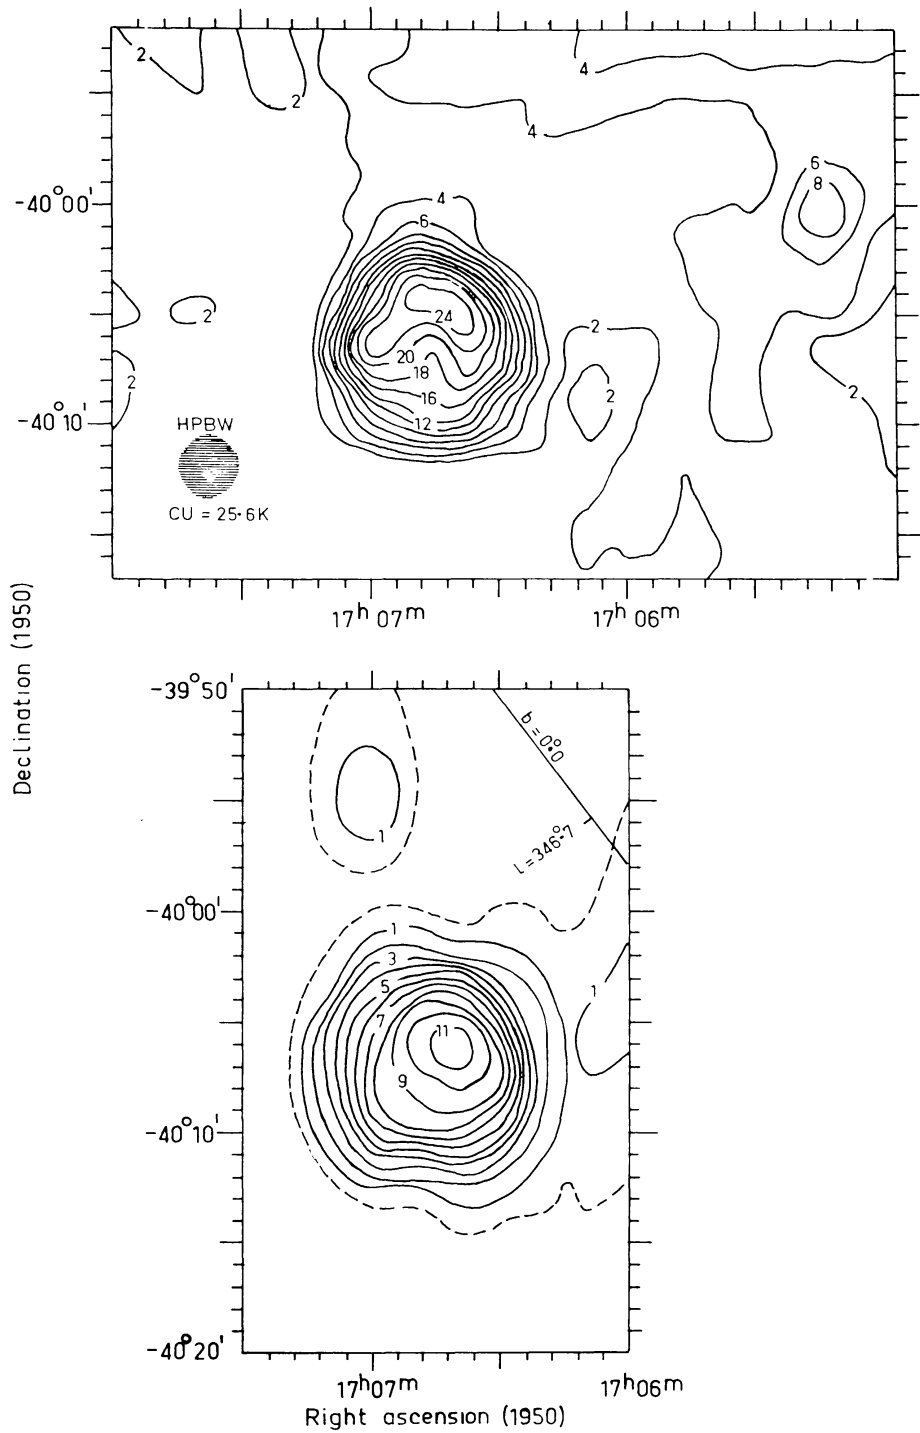 2 2 4 4
-40°00'
4 6 6 8
24
2 2
20
18
2 16 2 2
12
-40°10'
HPBW
CU = 25·6K
17h 07m 17h 06m
Declination (1950)
-39°50'
b = 0°·0
1
l = 346°·7
-40°00'
1
3
5 1
7
11
9
-40°10'
-40°20'
17h07m 17h06m
Right ascension (1950)